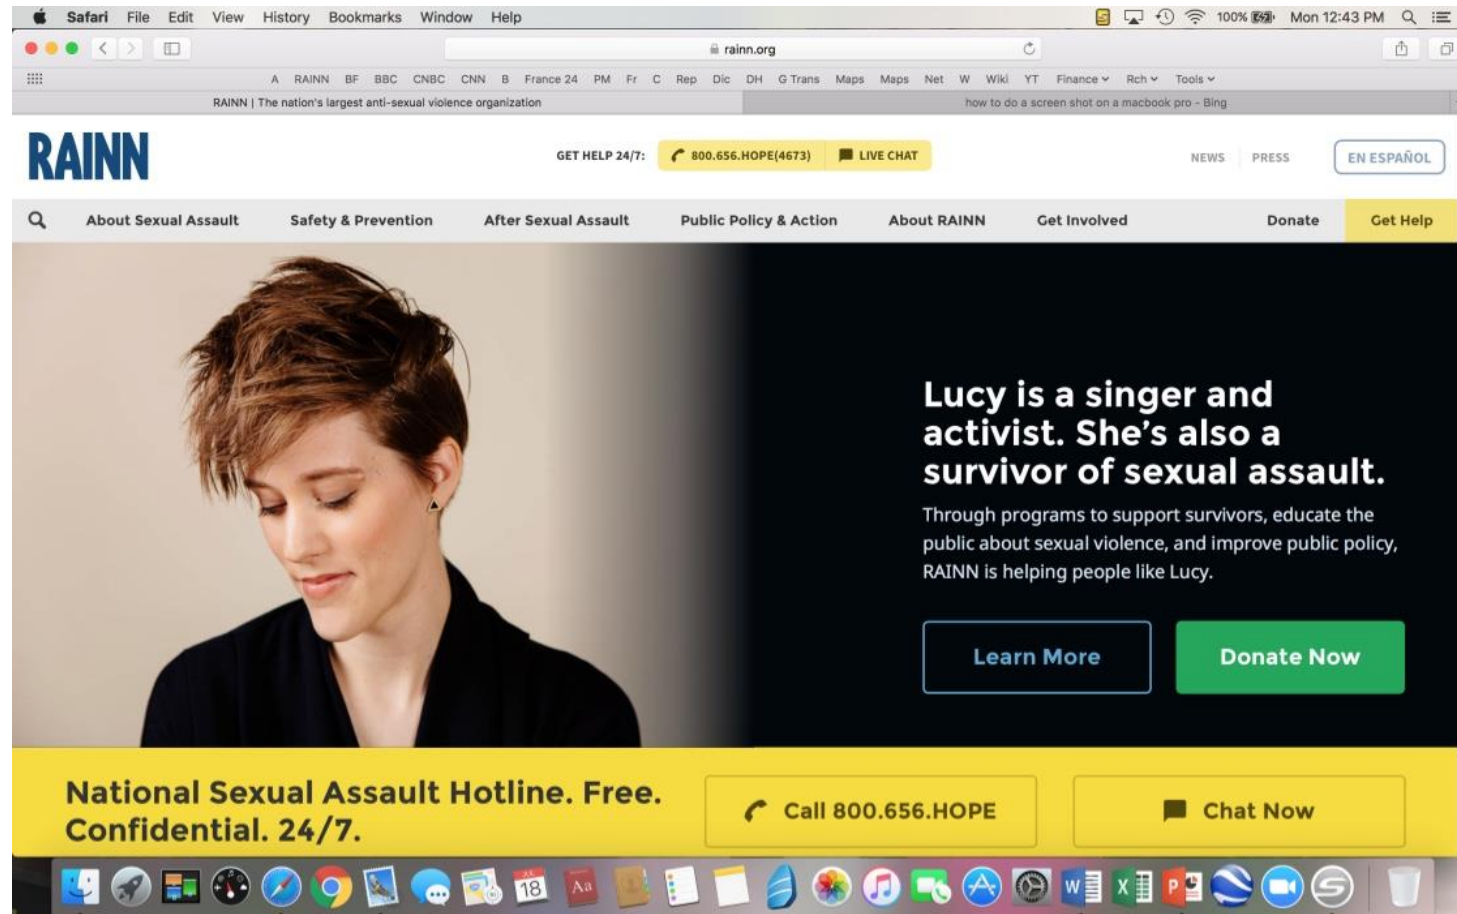 Safari File Edit View History Bookmarks Window Help 100% Mon 12:43 PM
rainn.org
A RAINN BF BBC CNBC CNN B France 24 PM Fr C Rep Dic DH G Trans Maps Maps Net W Wiki YT Finance Rch Tools
RAINN | The nation's largest anti-sexual violence organization how to do a screen shot on a macbook pro - Bing
RAINN
GET HELP 24/7: 800.656.HOPE(4673) LIVE CHAT NEWS PRESS EN ESPAÑOL
About Sexual Assault Safety & Prevention After Sexual Assault Public Policy & Action About RAINN Get Involved Donate Get Help
Lucy is a singer and
activist. She's also a
survivor of sexual assault.
Through programs to support survivors, educate the
public about sexual violence, and improve public policy,
RAINN is helping people like Lucy.
Learn More Donate Now
National Sexual Assault Hotline. Free.
Confidential. 24/7.
Call 800.656.HOPE Chat Now
18 Aa W X P S